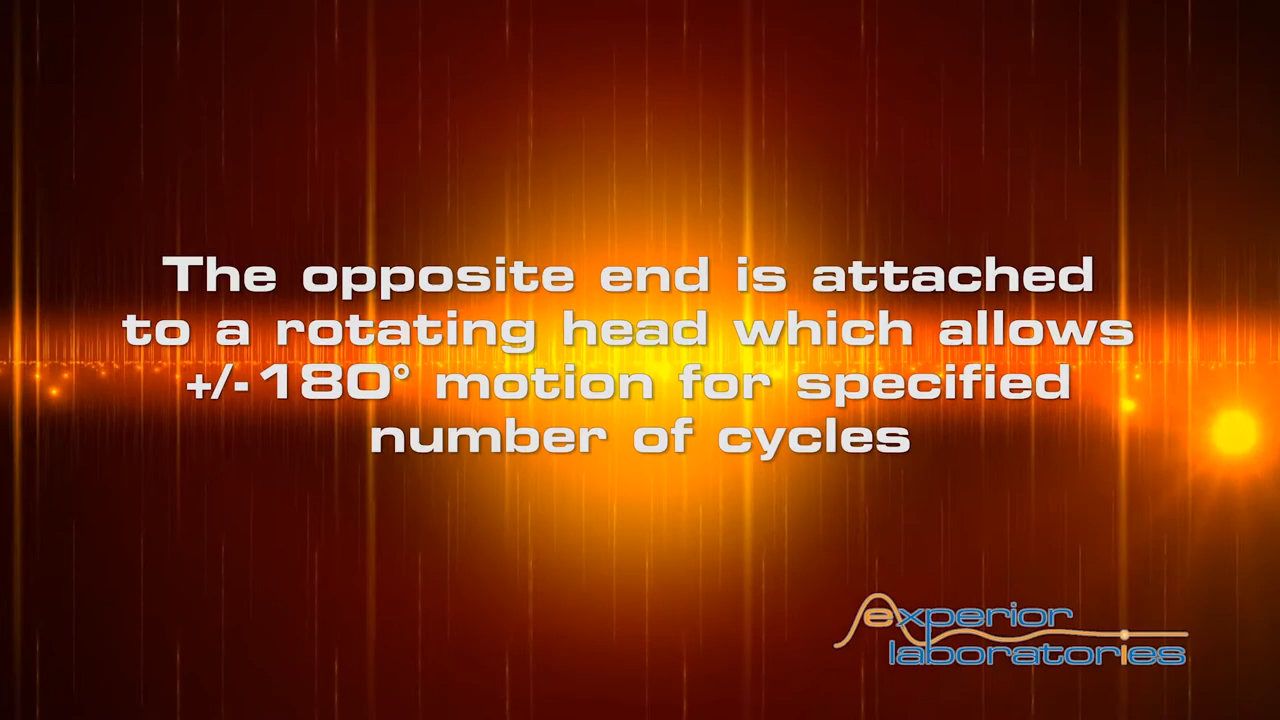 The opposite end is attached
to a rotating head which allows
+/-180° motion for specified
number of cycles
experior
laboratories